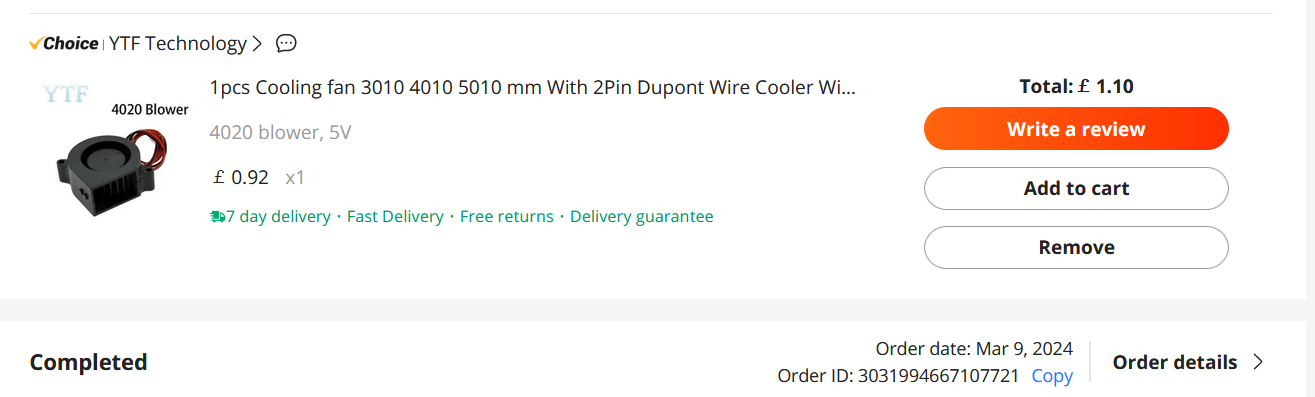 Choice | YTF Technology >
YTF
4020 Blower
1pcs Cooling fan 3010 4010 5010 mm With 2Pin Dupont Wire Cooler Wi...
4020 blower, 5V
£ 0.92 x1
7 day delivery · Fast Delivery · Free returns · Delivery guarantee
Total: £ 1.10
Write a review
Add to cart
Remove
Completed
Order date: Mar 9, 2024
Order ID: 3031994667107721 Copy
Order details >